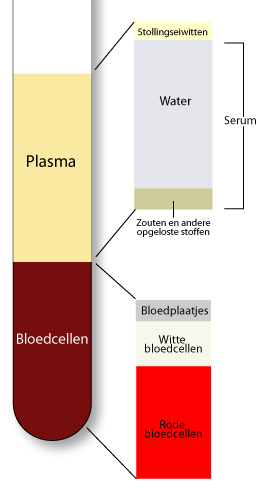 Stollingseiwitten
Water
Serum
Plasma
Zouten en andere
opgeloste stoffen
Bloedplaatjes
Witte
bloedcellen
Bloedcellen
Rode
bloedcellen